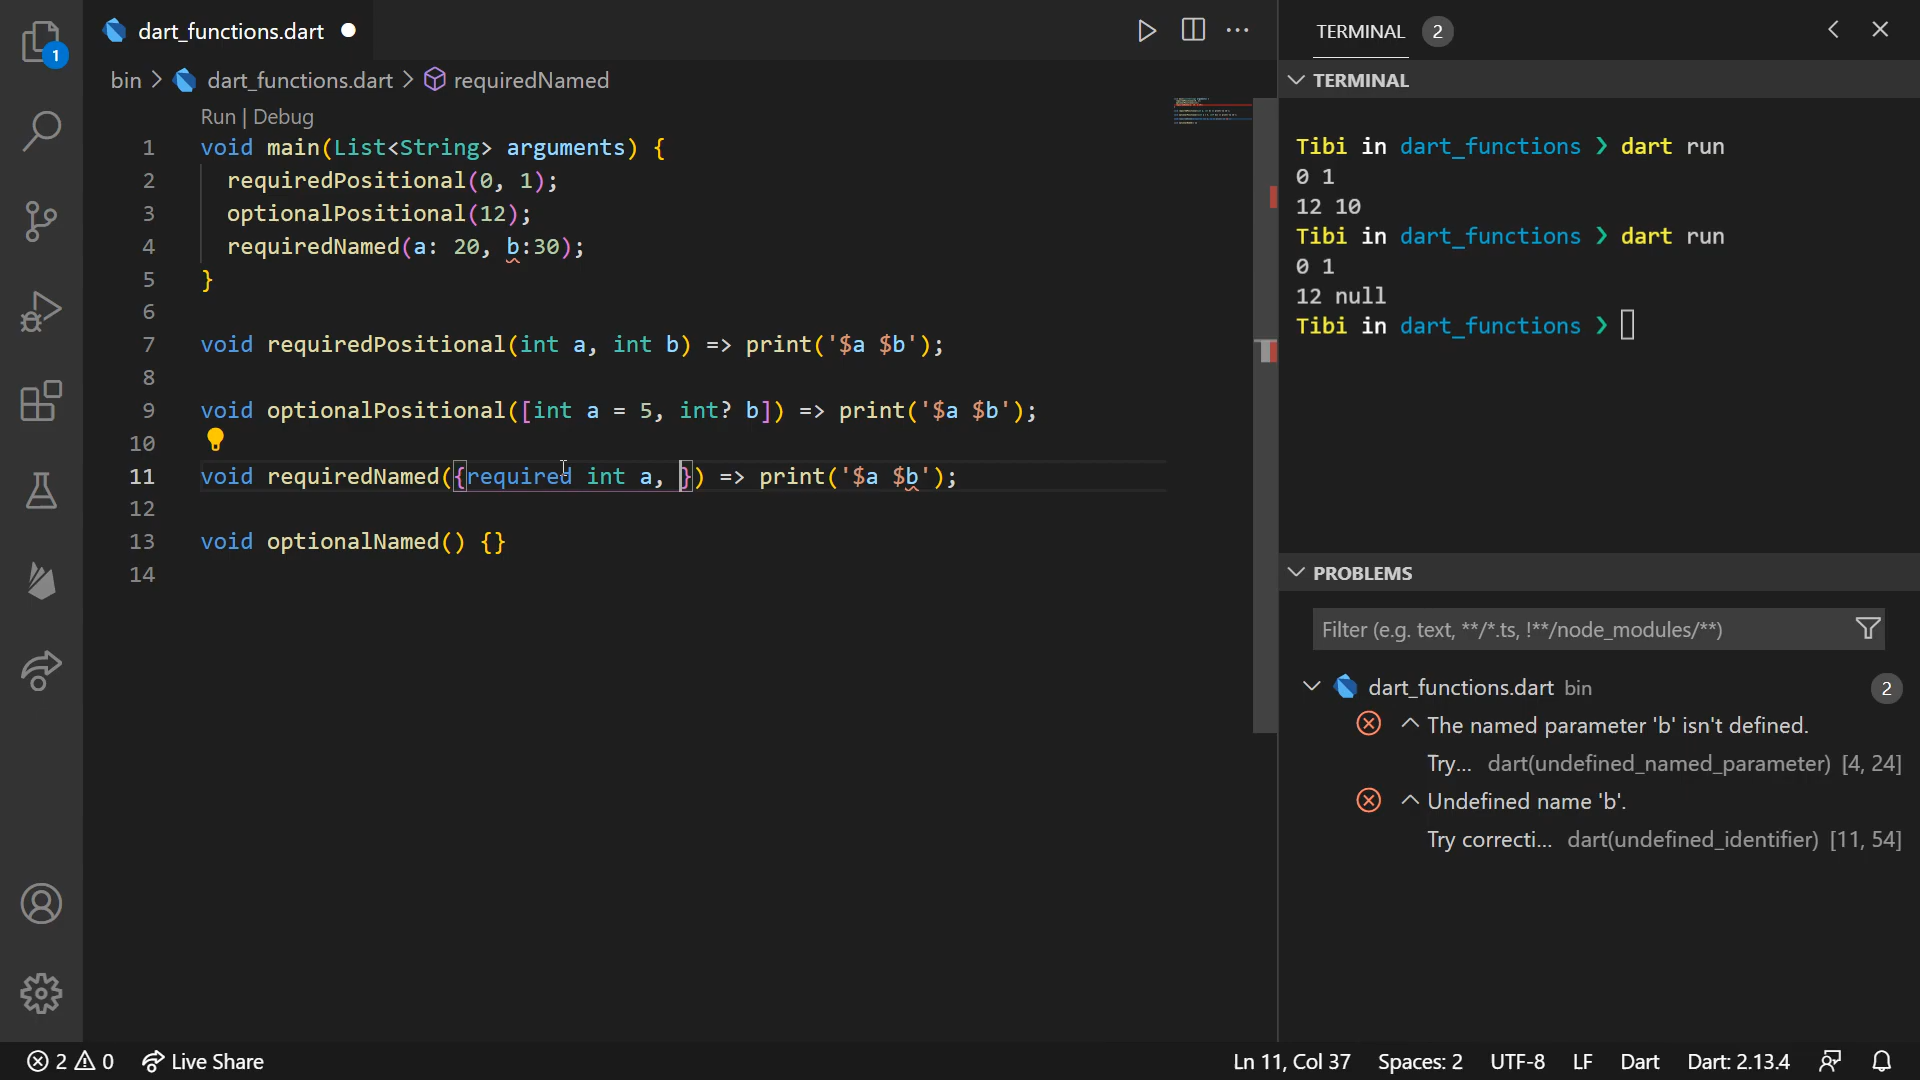 1
dart_functions.dart
bin > dart_functions.dart > requiredNamed
Run | Debug
1 void main(List<String> arguments) {
2 requiredPositional(0, 1);
3 optionalPositional(12);
4 requiredNamed(a: 20, b:30);
5 }
6
7 void requiredPositional(int a, int b) => print('$a $b');
8
9 void optionalPositional([int a = 5, int? b]) => print('$a $b');
10
11 void requiredNamed({required int a, }) => print('$a $b');
12
13 void optionalNamed() {}
14
TERMINAL 2
TERMINAL
Tibi in dart_functions ❯ dart run
0 1
12 10
Tibi in dart_functions ❯ dart run
0 1
12 null
Tibi in dart_functions ❯
PROBLEMS
Filter (e.g. text, **/*.ts, !**/node_modules/**)
dart_functions.dart bin 2
The named parameter 'b' isn't defined.
Try... dart(undefined_named_parameter) [4, 24]
Undefined name 'b'.
Try correcti... dart(undefined_identifier) [11, 54]
2 0 Live Share Ln 11, Col 37 Spaces: 2 UTF-8 LF Dart Dart: 2.13.4